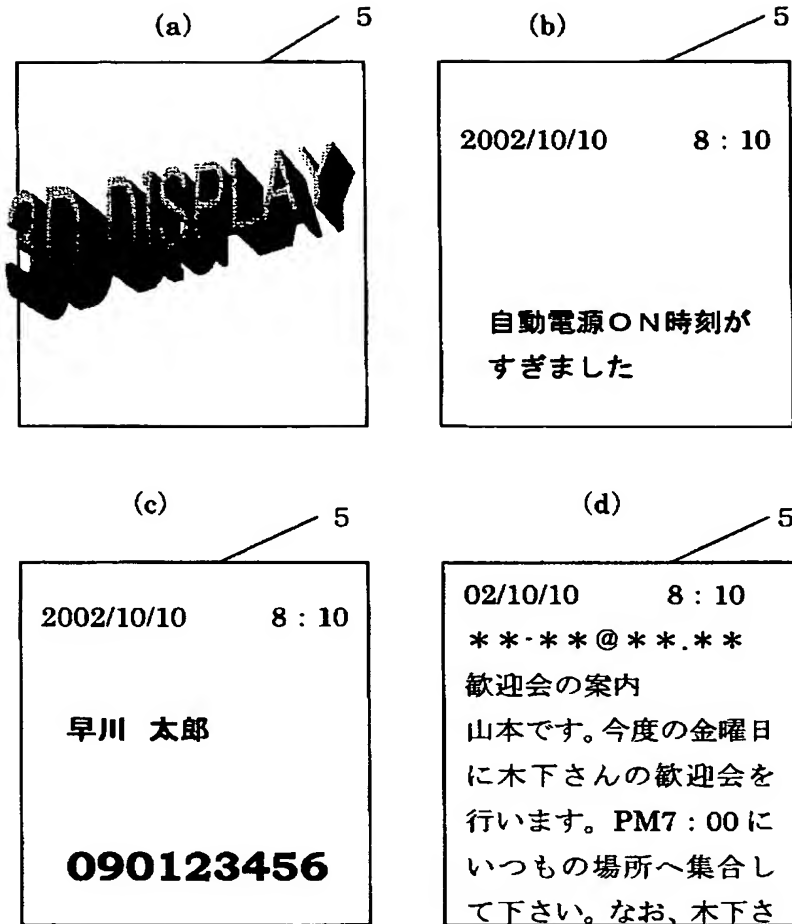 (a)
5
3D DISPLAY
(b)
5
2002/10/10 8 : 10
自動電源ON時刻が
すぎました
(c)
5
2002/10/10 8 : 10
早川 太郎
090123456
(d)
5
02/10/10 8 : 10
**-**@**.**
歓迎会の案内
山本です。今度の金曜日
に木下さんの歓迎会を
行います。PM7 : 00 に
いつもの場所へ集合し
て下さい。なお、木下さ